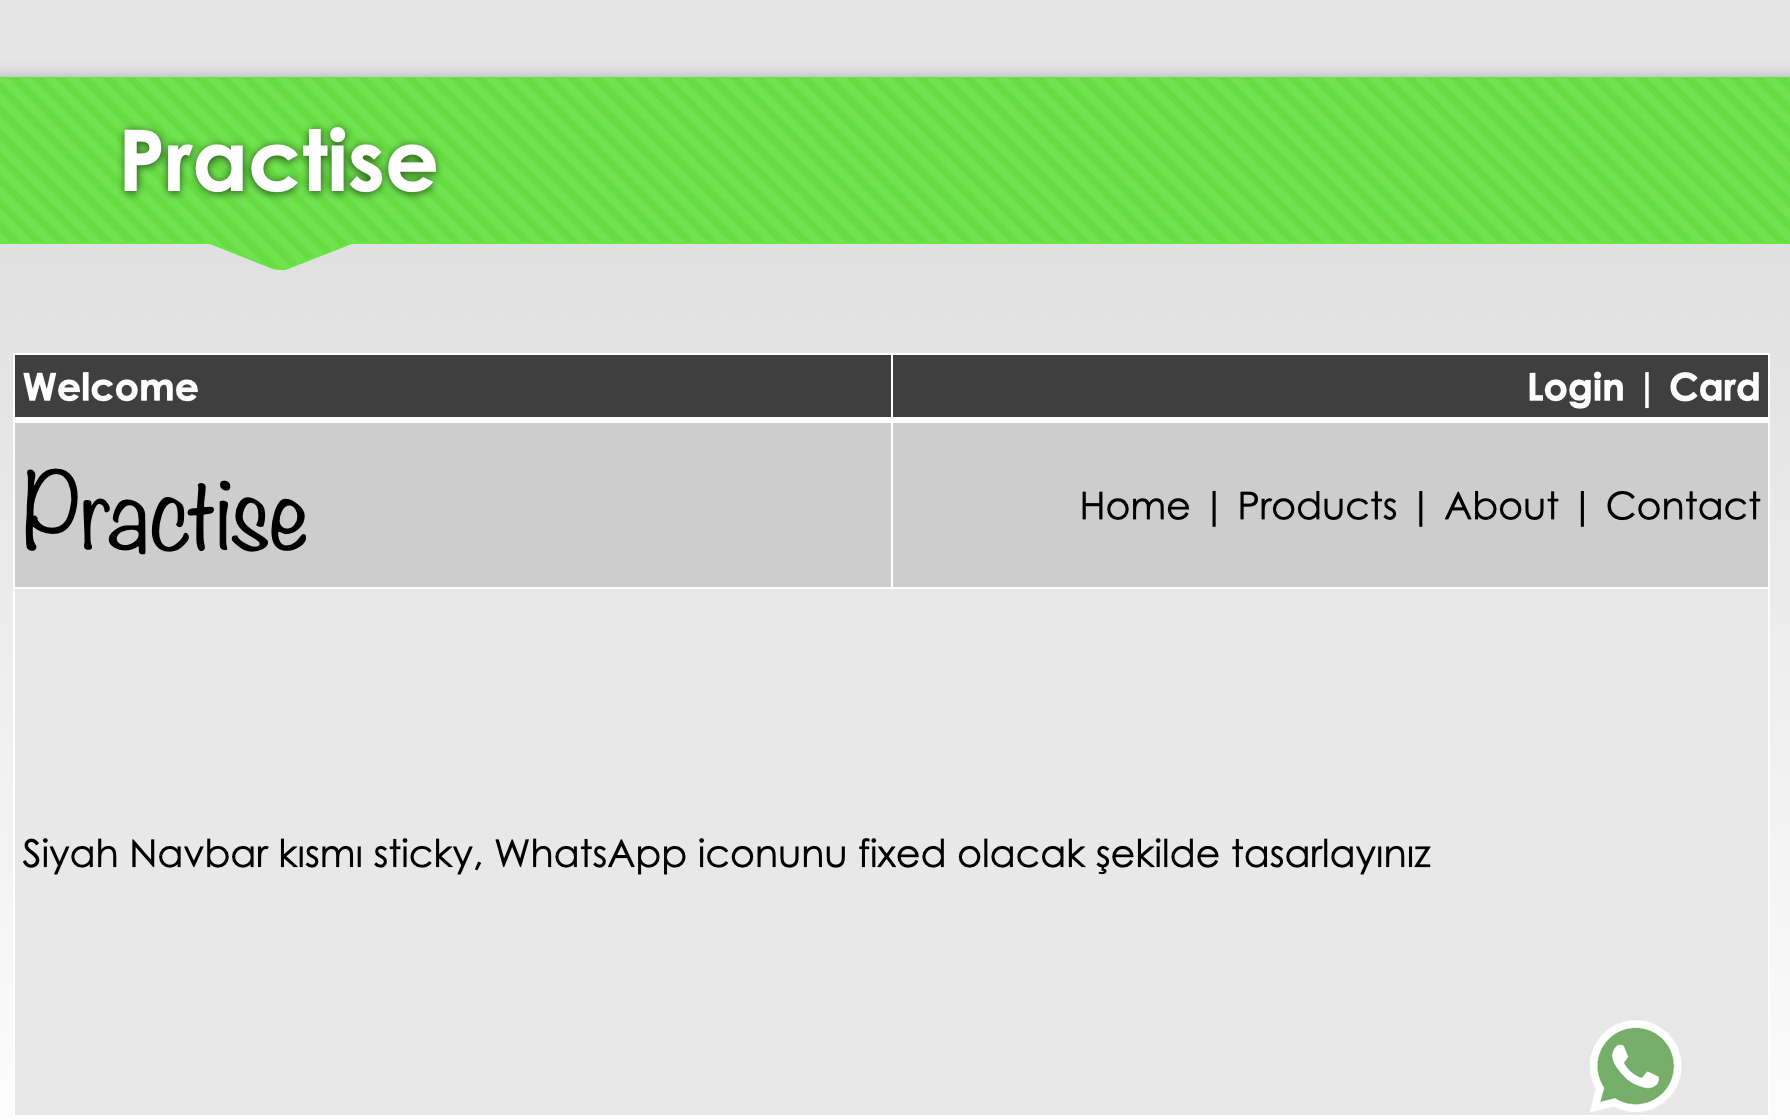 Practise
Welcome
Login | Card
Practise
Home | Products | About | Contact
Siyah Navbar kısmı sticky, WhatsApp iconunu fixed olacak şekilde tasarlayınız